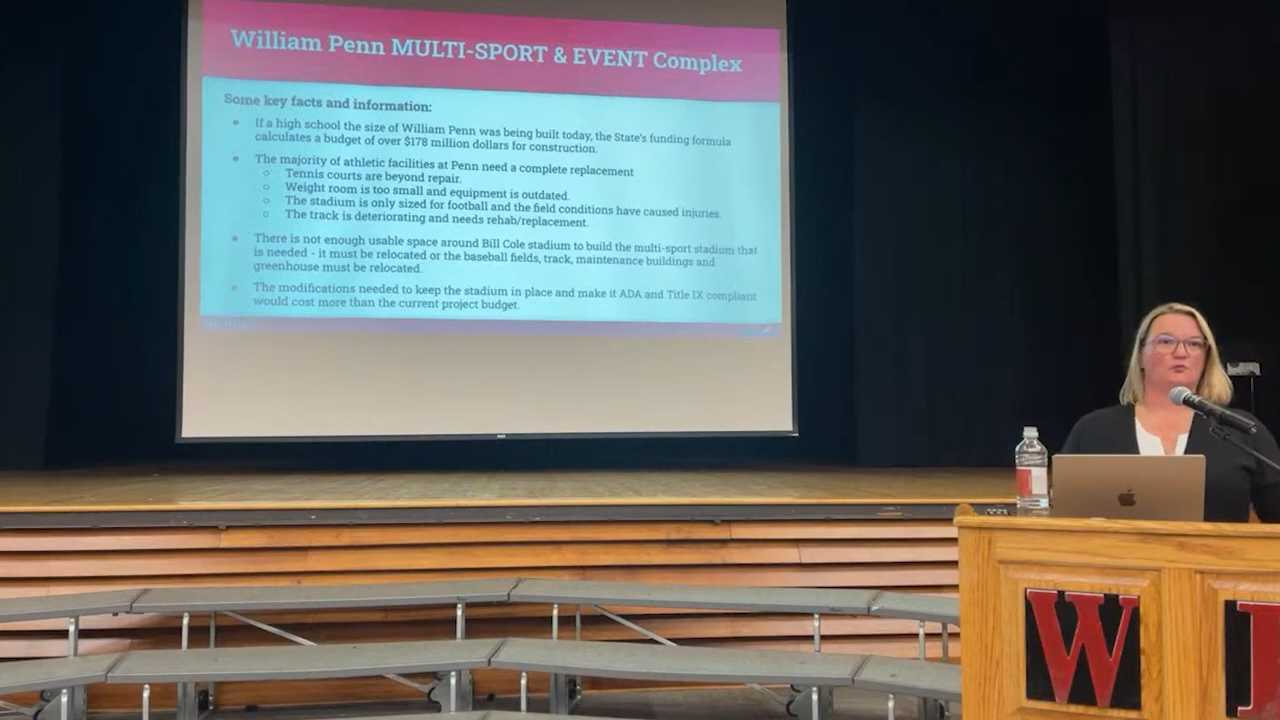 William Penn MULTI-SPORT & EVENT Complex
Some key facts and information:
If a high school the size of William Penn was being built today, the State's funding formula
calculates a budget of over $178 million dollars for construction.
The majority of athletic facilities at Penn need a complete replacement
Tennis courts are beyond repair.
Weight room is too small and equipment is outdated.
The stadium is only sized for football and the field conditions have caused injuries.
The track is deteriorating and needs rehab/replacement.
There is not enough usable space around Bill Cole stadium to build the multi-sport stadium that
is needed - it must be relocated or the baseball fields, track, maintenance buildings and
greenhouse must be relocated.
The modifications needed to keep the stadium in place and make it ADA and Title IX compliant
would cost more than the current project budget.
W